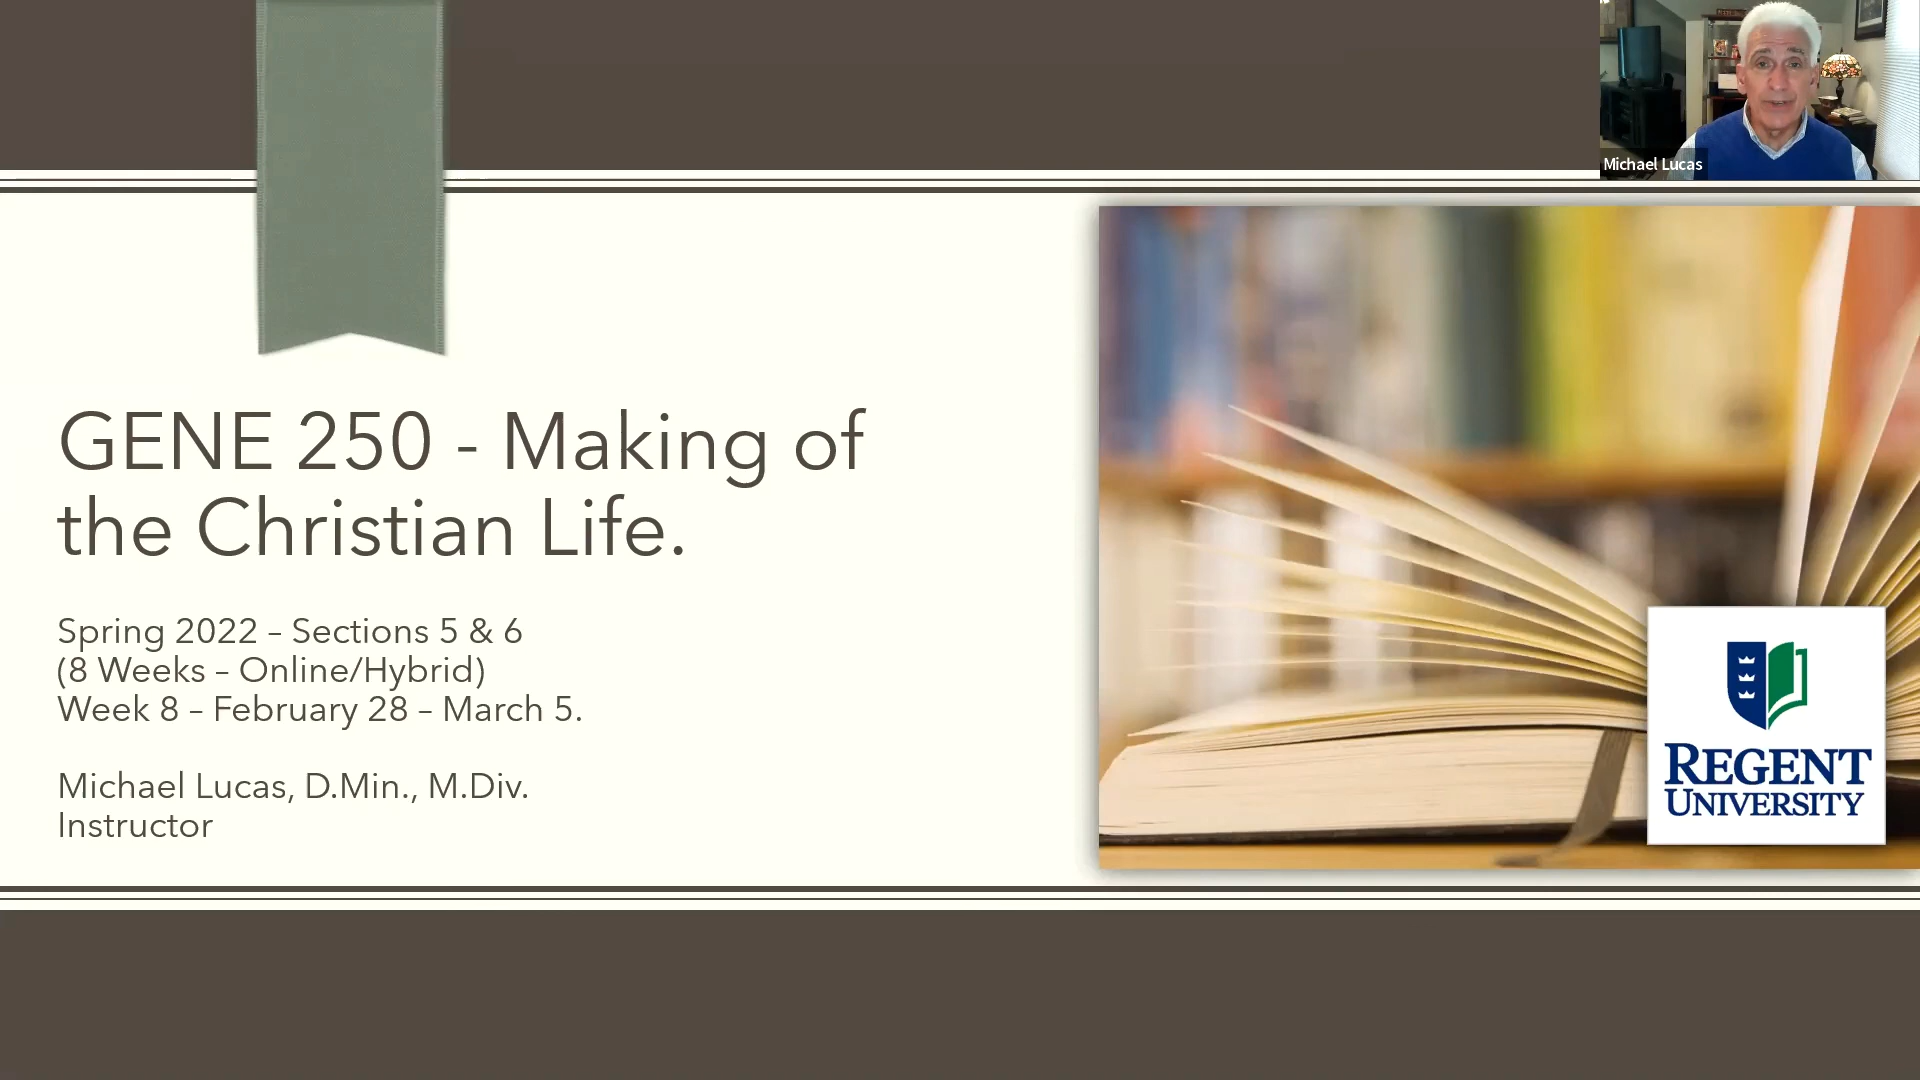 Michael Lucas
GENE 250 - Making of
the Christian Life.
Spring 2022 – Sections 5 & 6
(8 Weeks – Online/Hybrid)
Week 8 – February 28 – March 5.
Michael Lucas, D.Min., M.Div.
Instructor
REGENT
UNIVERSITY